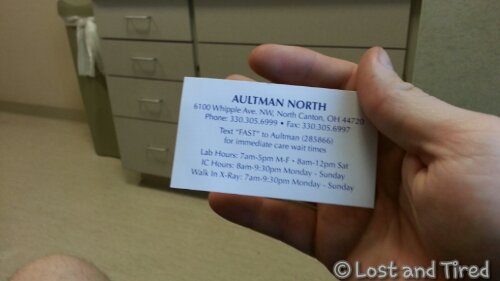 AULTMAN NORTH
6100 Whipple Ave. NW, North Canton, OH 44720
Phone: 330.305.6999 • Fax: 330.305.6997
Text "FAST" to Aultman (285866)
for immediate care wait times
Lab Hours: 7am-5pm M-F • 8am-12pm Sat
IC Hours: 8am-9:30pm Monday - Sunday
Walk In X-Ray: 7am-9:30pm Monday - Sunday
© Lost and Tired